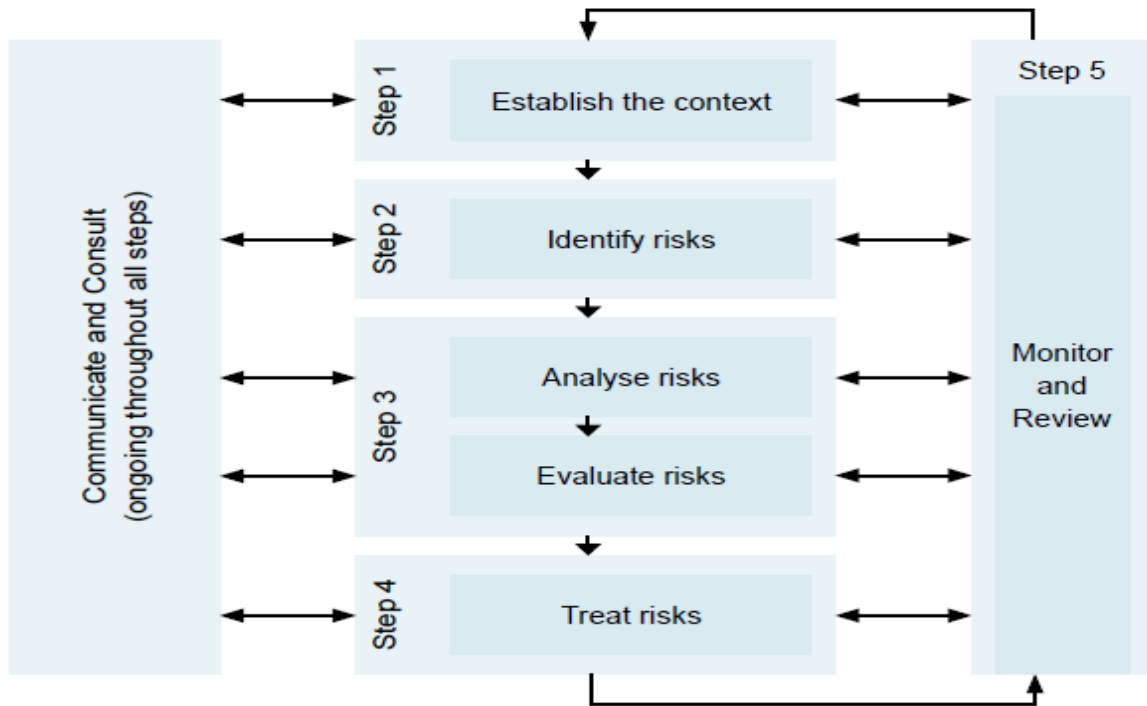 Communicate and Consult
(ongoing throughout all steps)
Step 1
Establish the context
Step 2
Identify risks
Step 3
Analyse risks
Evaluate risks
Step 4
Treat risks
Step 5
Monitor
and
Review